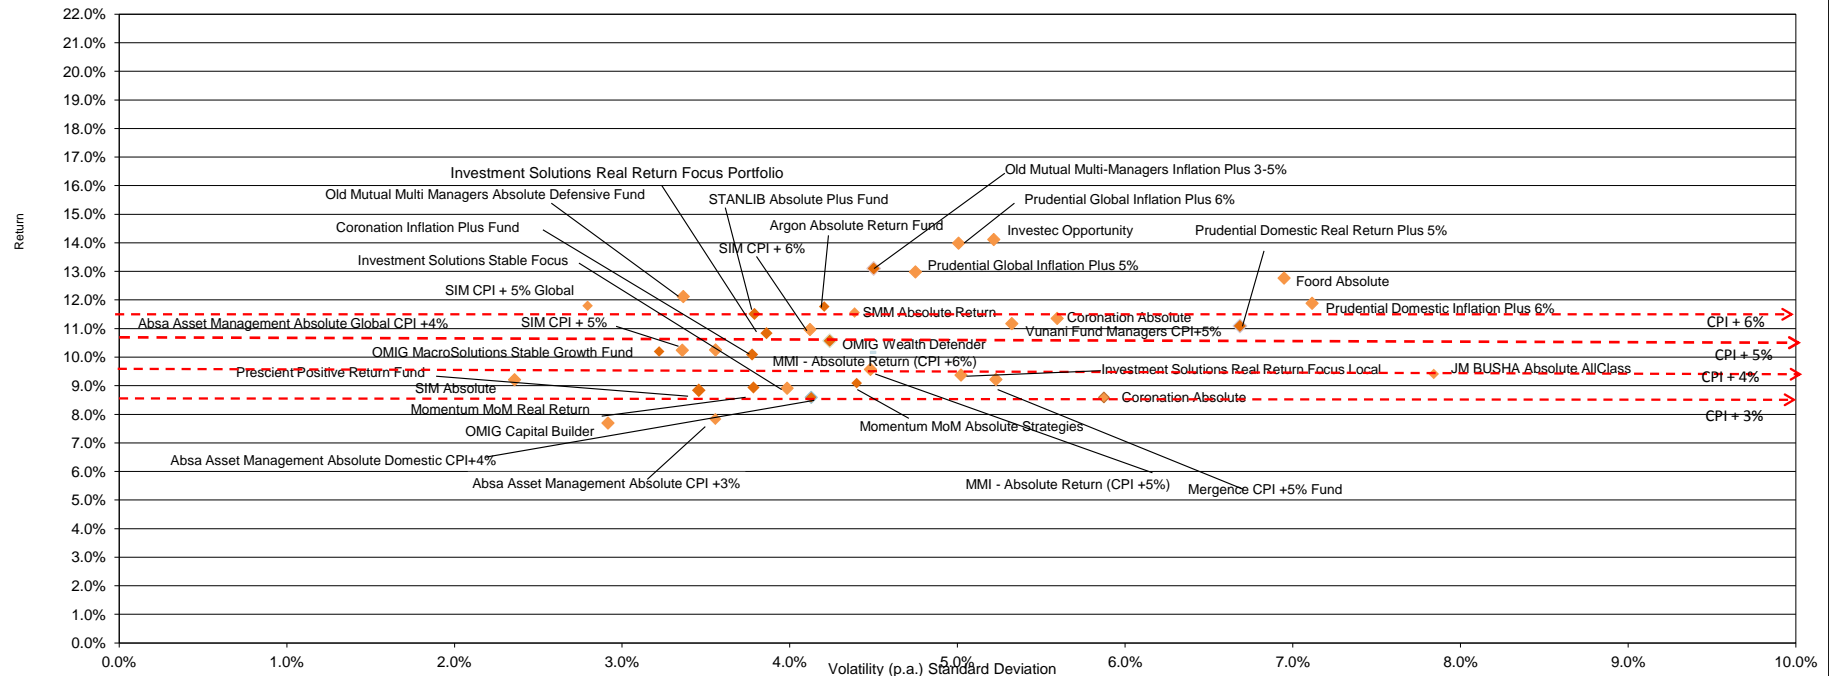 22.0%
21.0%
20.0%
19.0%
18.0%
17.0%
16.0%
15.0%
14.0%
13.0%
12.0%
11.0%
10.0%
9.0%
8.0%
7.0%
6.0%
5.0%
4.0%
3.0%
2.0%
1.0%
0.0%
Return
Investment Solutions Real Return Focus Portfolio
Old Mutual Multi-Managers Inflation Plus 3-5%
Old Mutual Multi Managers Absolute Defensive Fund
STANLIB Absolute Plus Fund
Prudential Global Inflation Plus 6%
Coronation Inflation Plus Fund
Argon Absolute Return Fund
Investec Opportunity
Prudential Domestic Real Return Plus 5%
SIM CPI + 6%
Investment Solutions Stable Focus
Prudential Global Inflation Plus 5%
Foord Absolute
SIM CPI + 5% Global
SMM Absolute Return
Coronation Absolute
Prudential Domestic Inflation Plus 6%
Absa Asset Management Absolute Global CPI +4%
SIM CPI + 5%
Vunani Fund Managers CPI+5%
CPI + 6%
OMIG MacroSolutions Stable Growth Fund
OMIG Wealth Defender
CPI + 5%
MMI - Absolute Return (CPI +6%)
Prescient Positive Return Fund
Investment Solutions Real Return Focus Local
JM BUSHA Absolute AllClass
CPI + 4%
SIM Absolute
Coronation Absolute
Momentum MoM Real Return
CPI + 3%
OMIG Capital Builder
Momentum MoM Absolute Strategies
Absa Asset Management Absolute Domestic CPI+4%
Absa Asset Management Absolute CPI +3%
MMI - Absolute Return (CPI +5%)
Mergence CPI +5% Fund
0.0% 1.0% 2.0% 3.0% 4.0% 5.0% 6.0% 7.0% 8.0% 9.0% 10.0%
Volatility (p.a.) Standard Deviation